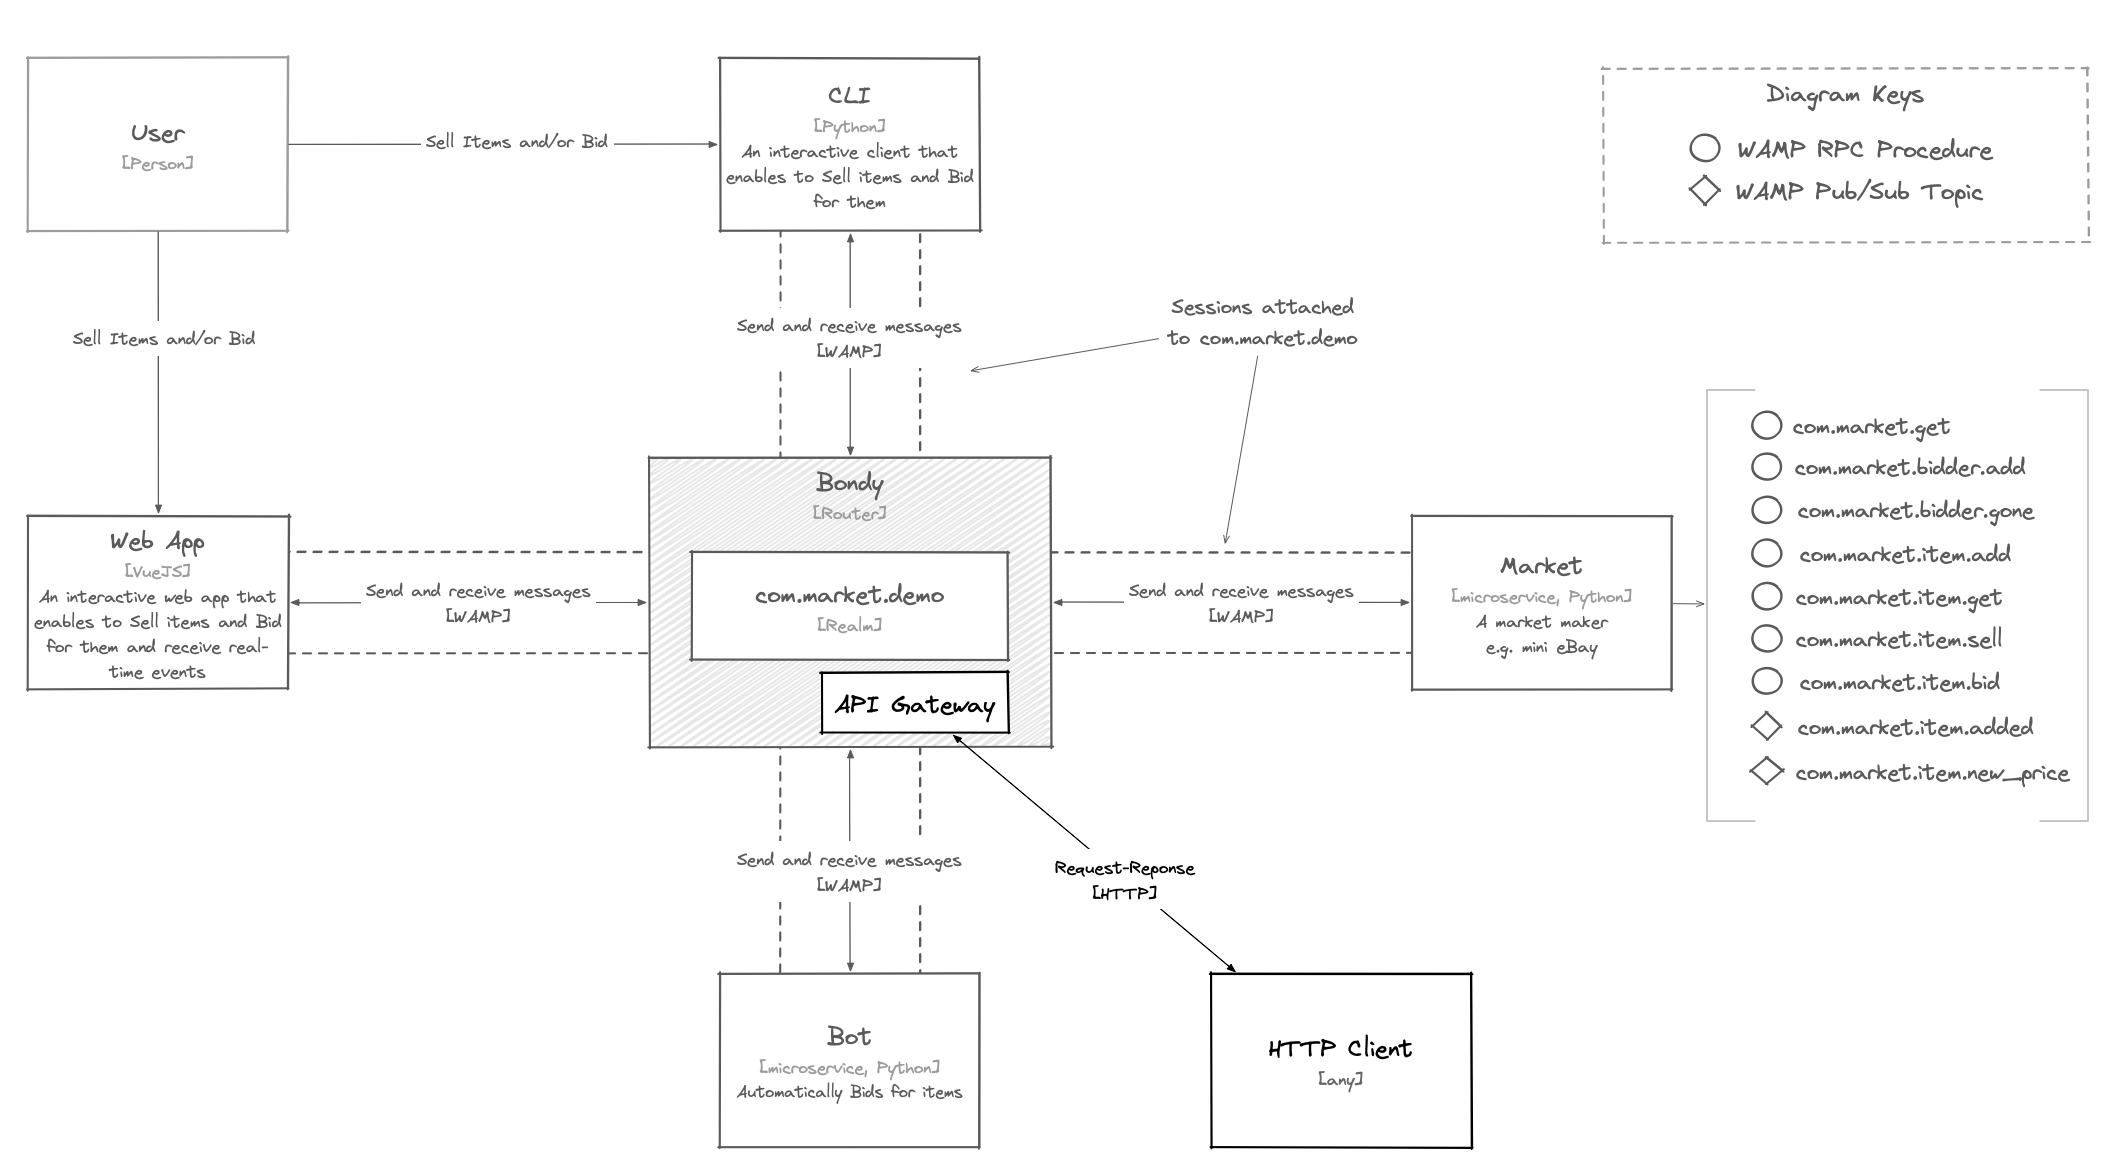 User
[Person]
Sell Items and/or Bid
CLI
[Python]
An interactive client that
enables to Sell items and Bid
for them
Diagram Keys
WAMP RPC Procedure
WAMP Pub/Sub Topic
Sell Items and/or Bid
Send and receive messages
[WAMP]
Sessions attached
to com.market.demo
Web App
[VueJS]
An interactive web app that
enables to Sell items and Bid
for them and receive real-
time events
Send and receive messages
[WAMP]
Bondy
[Router]
com.market.demo
[Realm]
API Gateway
Send and receive messages
[WAMP]
Market
[microservice, Python]
A market maker
e.g. mini eBay
com.market.get
com.market.bidder.add
com.market.bidder.gone
com.market.item.add
com.market.item.get
com.market.item.sell
com.market.item.bid
com.market.item.added
com.market.item.new_price
Send and receive messages
[WAMP]
Request-Reponse
[HTTP]
Bot
[microservice, Python]
Automatically Bids for items
HTTP Client
[any]